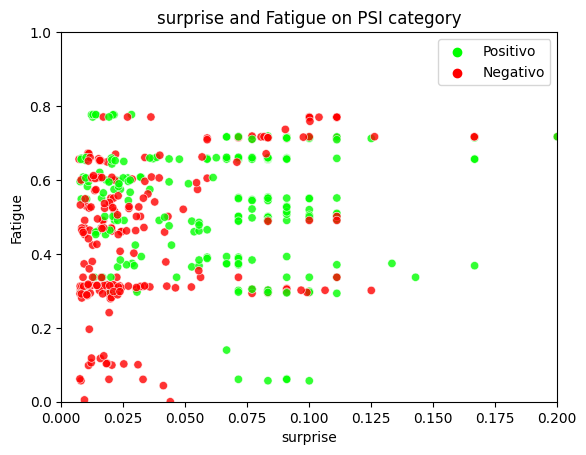 surprise and Fatigue on PSI category
1.0
0.8
0.6
0.4
0.2
0.0
Fatigue
Positivo
Negativo
0.000 0.025 0.050 0.075 0.100 0.125 0.150 0.175 0.200
surprise